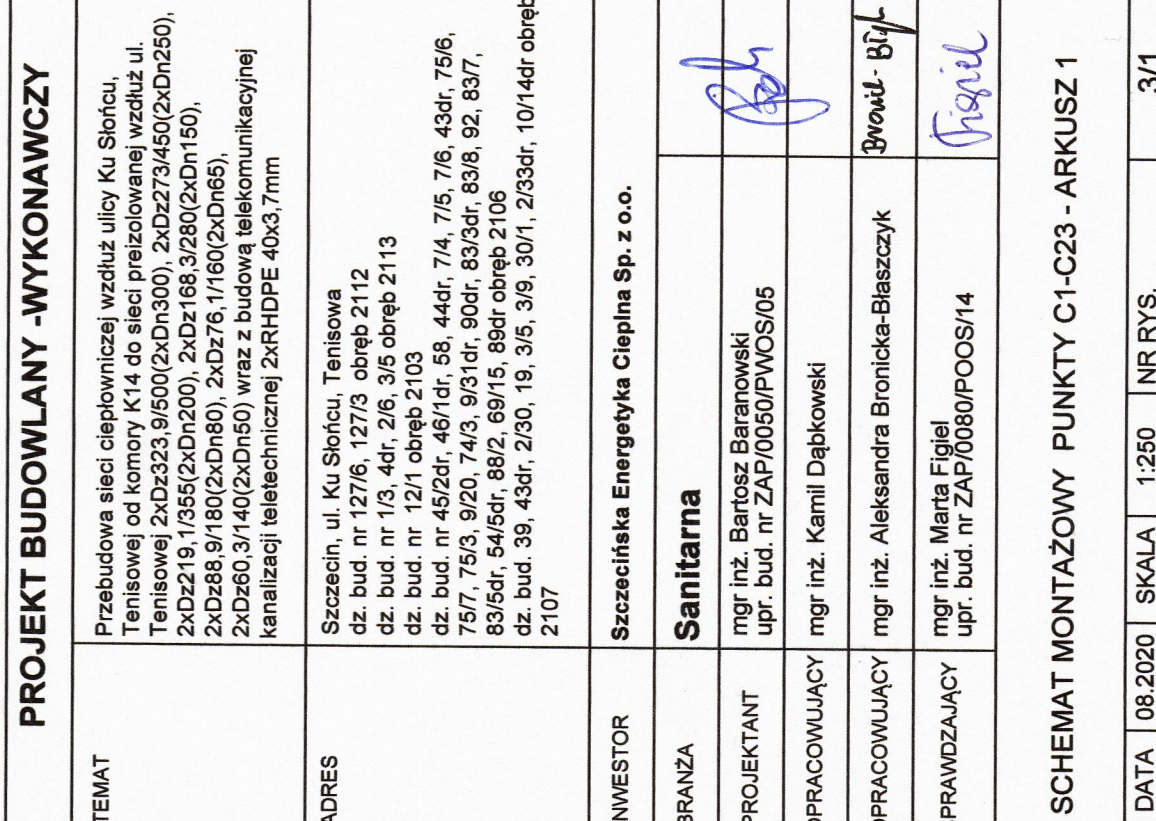 PROJEKT BUDOWLANY -WYKONAWCZY
TEMAT
Przebudowa sieci ciepłowniczej wzdłuż ulicy Ku Słońcu,
Tenisowej od komory K14 do sieci preizolowanej wzdłuż ul.
Tenisowej 2xDz323,9/500(2xDn300), 2xDz273/450(2xDn250),
2xDz219,1/355(2xDn200), 2xDz168,3/280(2xDn150),
2xDz88,9/180(2xDn80), 2xDz76,1/160(2xDn65),
2xDz60,3/140(2xDn50) wraz z budową telekomunikacyjnej
kanalizacji teletechnicznej 2xRHDPE 40x3,7mm
ADRES
Szczecin, ul. Ku Słońcu, Tenisowa
dz. bud. nr 127/6, 127/3 obręb 2112
dz. bud. nr 1/3, 4dr, 2/6, 3/5 obręb 2113
dz. bud. nr 12/1 obręb 2103
dz. bud. nr 45/2dr, 46/1dr, 58, 44dr, 7/4, 7/5, 7/6, 43dr, 75/6,
75/7, 75/3, 9/20, 74/3, 9/31dr, 90dr, 83/3dr, 83/8, 92, 83/7,
83/5dr, 54/5dr, 88/2, 69/15, 89dr obręb 2106
dz. bud. 39, 43dr, 2/30, 19, 3/5, 3/9, 30/1, 2/33dr, 10/14dr obręb
2107
NWESTOR
Szczecińska Energetyka Cieplna Sp. z o.o.
BRANŻA
Sanitarna
PROJEKTANT
mgr inż. Bartosz Baranowski
upr. bud. nr ZAP/0050/PWOS/05
OPRACOWUJĄCY
mgr inż. Kamil Dąbkowski
OPRACOWUJĄCY
mgr inż. Aleksandra Bronicka-Błaszczyk
SPRAWDZAJĄCY
mgr inż. Marta Figiel
upr. bud. nr ZAP/0080/POOS/14
Figiel
SCHEMAT MONTAŻOWY PUNKTY C1-C23 - ARKUSZ 1
DATA 08.2020 SKALA 1:250 NR RYS. 3/1